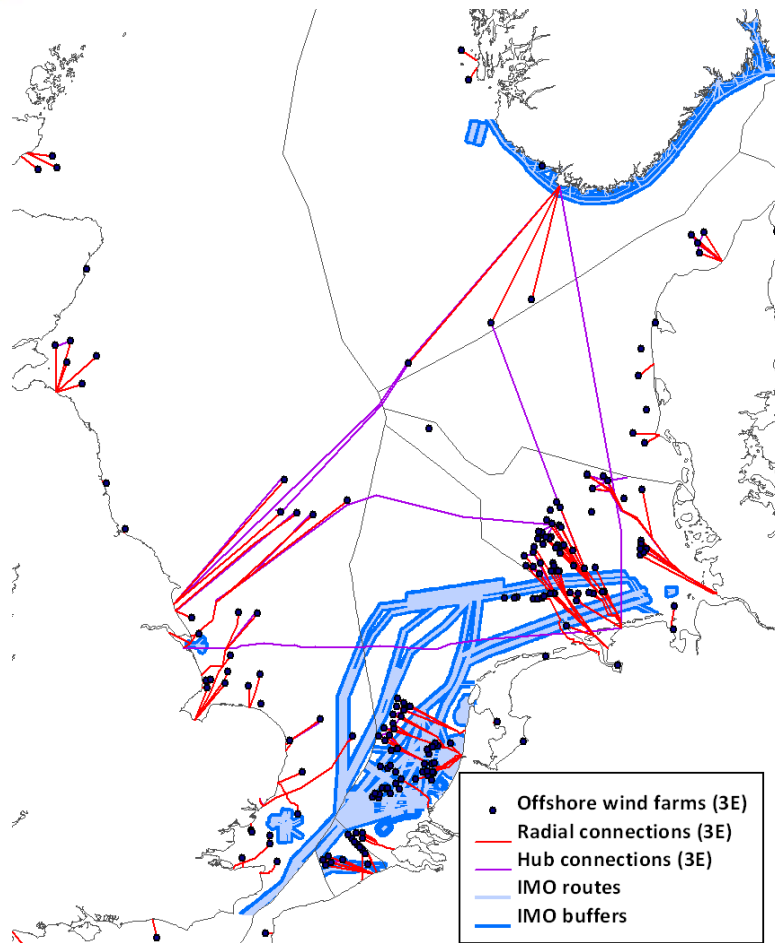 Offshore wind farms (3E)
Radial connections (3E)
Hub connections (3E)
IMO routes
IMO buffers